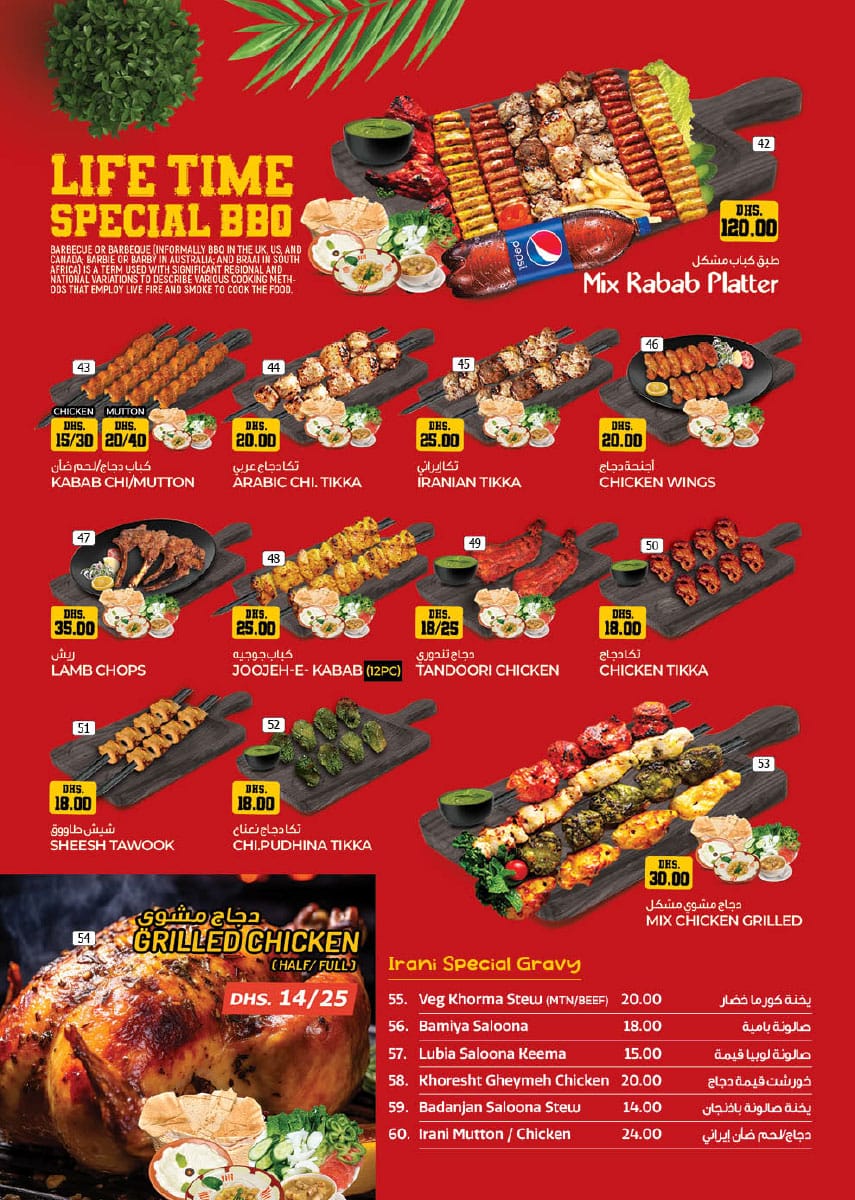 LIFE TIME
SPECIAL BBQ
BARBECUE OR BARBEQUE (INFORMALLY BBQ IN THE UK, US, AND
CANADA; BARBIE OR BARBY IN AUSTRALIA; AND BRAAI IN SOUTH
AFRICA) IS A TERM USED WITH SIGNIFICANT REGIONAL AND
NATIONAL VARIATIONS TO DESCRIBE VARIOUS COOKING METH-
ODS THAT EMPLOY LIVE FIRE AND SMOKE TO COOK THE FOOD.
42
pepsi
DHS.
120.00
طبق كباب مشكل
Mix Rabab Platter
43
CHICKEN MUTTON
DHS. DHS.
15/30 20/40
كباب دجاج/لحم ضأن
KABAB CHI/MUTTON
44
DHS.
20.00
تكا دجاج عربي
ARABIC CHI. TIKKA
45
DHS.
25.00
تكا إيراني
IRANIAN TIKKA
46
DHS.
20.00
أجنحة دجاج
CHICKEN WINGS
47
DHS.
35.00
ريش
LAMB CHOPS
48
DHS.
25.00
كباب جوجيه
JOOJEH-E- KABAB (12PC)
49
DHS.
18/25
دجاج تندوري
TANDOORI CHICKEN
50
DHS.
18.00
تكا دجاج
CHICKEN TIKKA
51
DHS.
18.00
شيش طاووق
SHEESH TAWOOK
52
DHS.
18.00
تكا دجاج نعناع
CHI.PUDHINA TIKKA
53
DHS.
30.00
دجاج مشوي مشكل
MIX CHICKEN GRILLED
54
دجاج مشوي
GRILLED CHICKEN
(HALF/ FULL)
DHS. 14/25
Irani Special Gravy
55. Veg Khorma Stew (MTN/BEEF) 20.00 يخنة كورما خضار
56. Bamiya Saloona 18.00 صالونة بامية
57. Lubia Saloona Keema 15.00 صالونة لوبيا قيمة
58. Khoresht Gheymeh Chicken 20.00 خورشت قيمة دجاج
59. Badanjan Saloona Stew 14.00 يخنة صالونة باذنجان
60. Irani Mutton / Chicken 24.00 دجاج/لحم ضأن إيراني